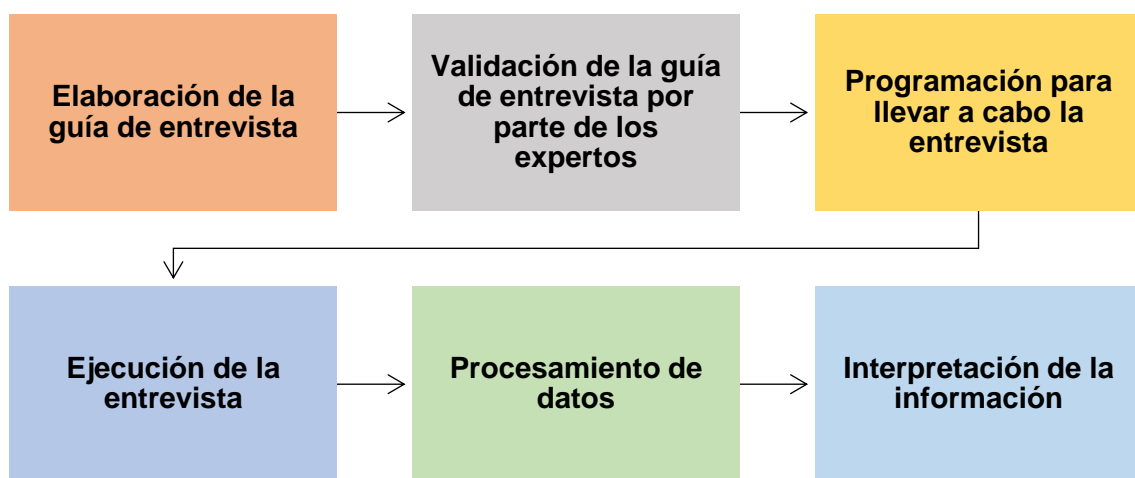 Elaboración de la
guía de entrevista
Validación de la guía
de entrevista por
parte de los
expertos
Programación para
llevar a cabo la
entrevista
Ejecución de la
entrevista
Procesamiento de
datos
Interpretación de la
información